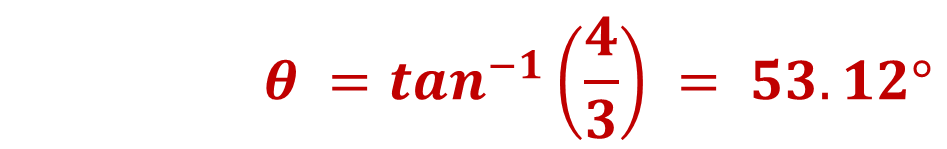 θ = tan⁻¹ (4/3) = 53.12°